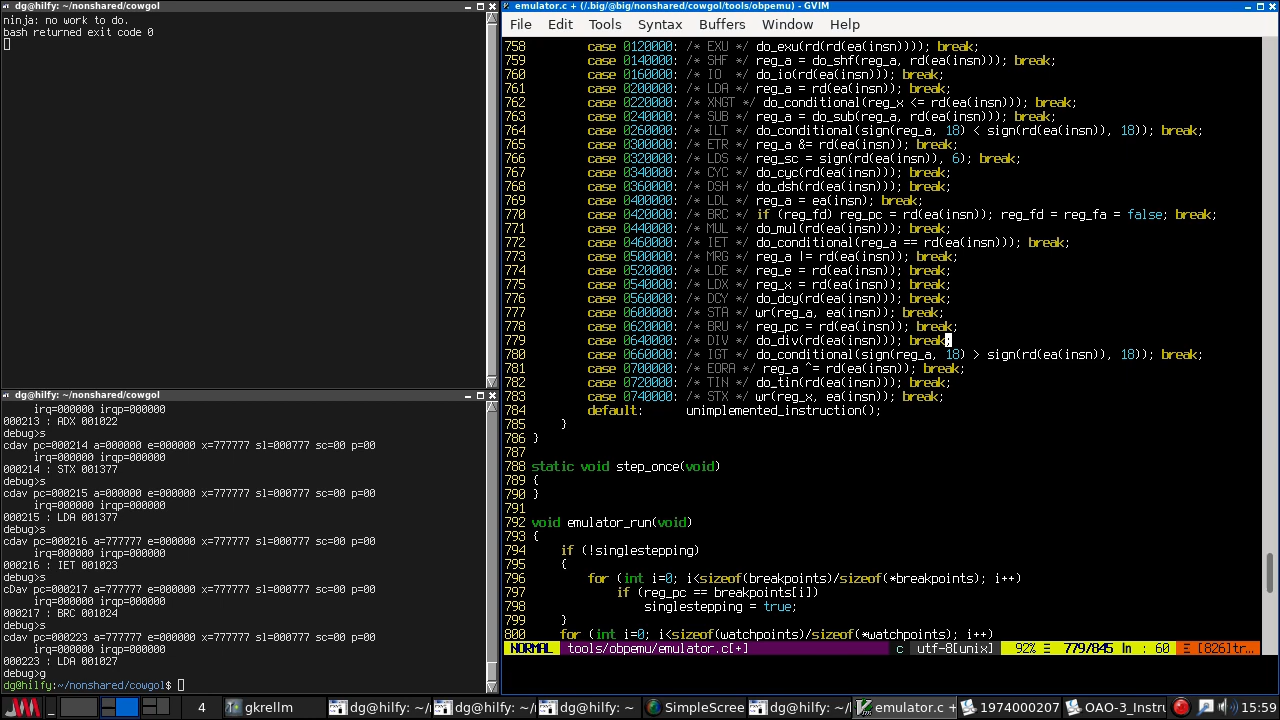 dg@hilfy: ~/nonshared/cowgol
ninja: no work to do.
bash returned exit code 0
dg@hilfy: ~/nonshared/cowgol
irq=000000 irqp=000000
000213 : ADX 001022
debug>s
cdav pc=000214 a=000000 e=000000 x=777777 sl=000777 sc=00 p=00
irq=000000 irqp=000000
000214 : STX 001377
debug>s
cdav pc=000215 a=000000 e=000000 x=777777 sl=000777 sc=00 p=00
irq=000000 irqp=000000
000215 : LDA 001377
debug>s
cdav pc=000216 a=777777 e=000000 x=777777 sl=000777 sc=00 p=00
irq=000000 irqp=000000
000216 : IET 001023
debug>s
cDav pc=000217 a=777777 e=000000 x=777777 sl=000777 sc=00 p=00
irq=000000 irqp=000000
000217 : BRC 001024
debug>s
cdav pc=000223 a=777777 e=000000 x=777777 sl=000777 sc=00 p=00
irq=000000 irqp=000000
000223 : LDA 001027
debug>g
dg@hilfy:~/nonshared/cowgol$
emulator.c + (/.big/@big/nonshared/cowgol/tools/obpemu) - GVIM
File Edit Tools Syntax Buffers Window Help
758 case 0120000: /* EXU */ do_exu(rd(rd(ea(insn)))); break;
759 case 0140000: /* SHF */ reg_a = do_shf(reg_a, rd(ea(insn))); break;
760 case 0160000: /* IO */ do_io(rd(ea(insn))); break;
761 case 0200000: /* LDA */ reg_a = rd(ea(insn)); break;
762 case 0220000: /* XNGT */ do_conditional(reg_x <= rd(ea(insn))); break;
763 case 0240000: /* SUB */ reg_a = do_sub(reg_a, rd(ea(insn))); break;
764 case 0260000: /* ILT */ do_conditional(sign(reg_a, 18) < sign(rd(ea(insn)), 18)); break;
765 case 0300000: /* ETR */ reg_a &= rd(ea(insn)); break;
766 case 0320000: /* LDS */ reg_sc = sign(rd(ea(insn)), 6); break;
767 case 0340000: /* CYC */ do_cyc(rd(ea(insn))); break;
768 case 0360000: /* DSH */ do_dsh(rd(ea(insn))); break;
769 case 0400000: /* LDL */ reg_a = ea(insn); break;
770 case 0420000: /* BRC */ if (reg_fd) reg_pc = rd(ea(insn)); reg_fd = reg_fa = false; break;
771 case 0440000: /* MUL */ do_mul(rd(ea(insn))); break;
772 case 0460000: /* IET */ do_conditional(reg_a == rd(ea(insn))); break;
773 case 0500000: /* MRG */ reg_a |= rd(ea(insn)); break;
774 case 0520000: /* LDE */ reg_e = rd(ea(insn)); break;
775 case 0540000: /* LDX */ reg_x = rd(ea(insn)); break;
776 case 0560000: /* DCY */ do_dcy(rd(ea(insn))); break;
777 case 0600000: /* STA */ wr(reg_a, ea(insn)); break;
778 case 0620000: /* BRU */ reg_pc = rd(ea(insn)); break;
779 case 0640000: /* DIV */ do_div(rd(ea(insn))); break;
780 case 0660000: /* IGT */ do_conditional(sign(reg_a, 18) > sign(rd(ea(insn)), 18)); break;
781 case 0700000: /* EORA */ reg_a ^= rd(ea(insn)); break;
782 case 0720000: /* TIN */ do_tin(rd(ea(insn))); break;
783 case 0740000: /* STX */ wr(reg_x, ea(insn)); break;
784 default: unimplemented_instruction();
785 }
786 }
787
788 static void step_once(void)
789 {
790 }
791
792 void emulator_run(void)
793 {
794 if (!singlestepping)
795 {
796 for (int i=0; i<sizeof(breakpoints)/sizeof(*breakpoints); i++)
797 if (reg_pc == breakpoints[i])
798 singlestepping = true;
799 }
800 for (int i=0; i<sizeof(watchpoints)/sizeof(*watchpoints); i++)
NORMAL tools/obpemu/emulator.c[+] c utf-8[unix] 92% Ξ 779/845 ln : 60 Ξ [826]tr…
4 gkrellm dg@hilfy: ~/ dg@hilfy: ~/ dg@hilfy: ~ SimpleScree dg@hilfy: ~/ emulator.c + 1974000207 OAO-3_Instru 15:59